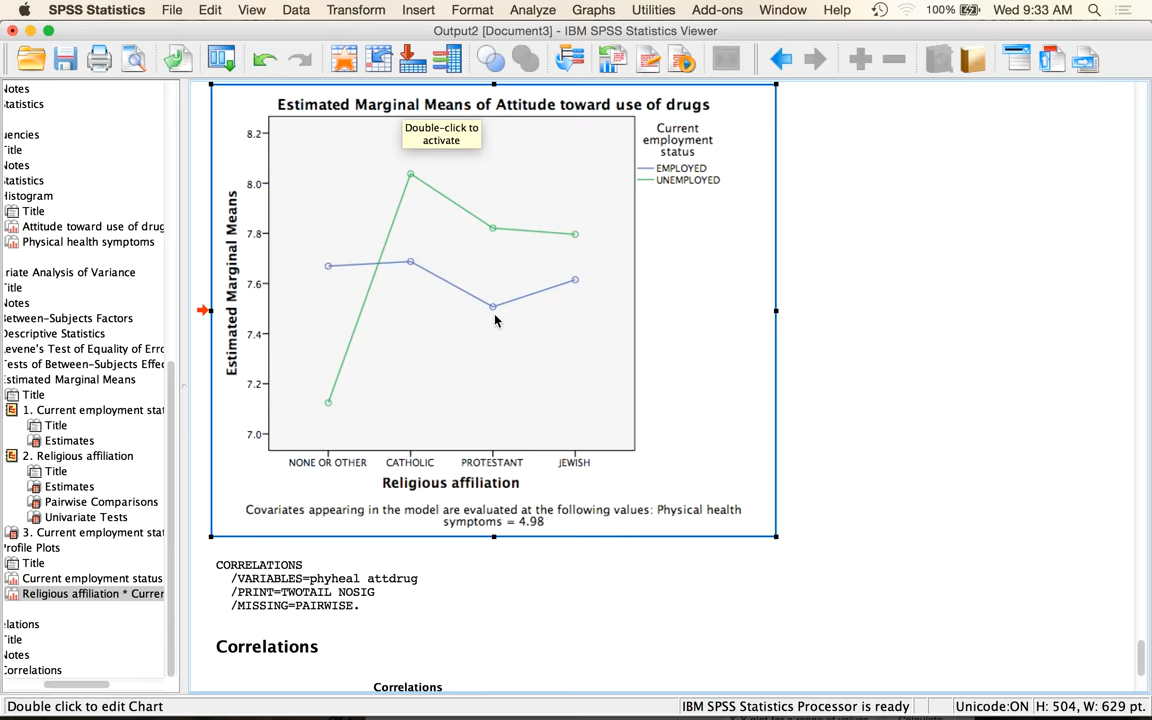 SPSS Statistics File Edit View Data Transform Insert Format Analyze Graphs Utilities Add-ons Window Help 100% Wed 9:33 AM
Output2 [Document3] - IBM SPSS Statistics Viewer
Notes
tatistics
uencies
Title
Notes
tatistics
Histogram
Title
Attitude toward use of drug
Physical health symptoms
riate Analysis of Variance
Title
Notes
Between-Subjects Factors
Descriptive Statistics
Levene's Test of Equality of Erro
Tests of Between-Subjects Effec
Estimated Marginal Means
Title
1. Current employment stat
Title
Estimates
2. Religious affiliation
Title
Estimates
Pairwise Comparisons
Univariate Tests
3. Current employment stat
Profile Plots
Title
Current employment status
Religious affiliation * Curren
elations
Title
Notes
Correlations
Estimated Marginal Means of Attitude toward use of drugs
Double-click to
activate
Current
employment
status
EMPLOYED
UNEMPLOYED
Estimated Marginal Means
8.2
8.0
7.8
7.6
7.4
7.2
7.0
NONE OR OTHER CATHOLIC PROTESTANT JEWISH
Religious affiliation
Covariates appearing in the model are evaluated at the following values: Physical health
symptoms = 4.98
CORRELATIONS
/VARIABLES=phyheal attdrug
/PRINT=TWOTAIL NOSIG
/MISSING=PAIRWISE.
Correlations
Correlations
Double click to edit Chart IBM SPSS Statistics Processor is ready Unicode:ON H: 504, W: 629 pt.